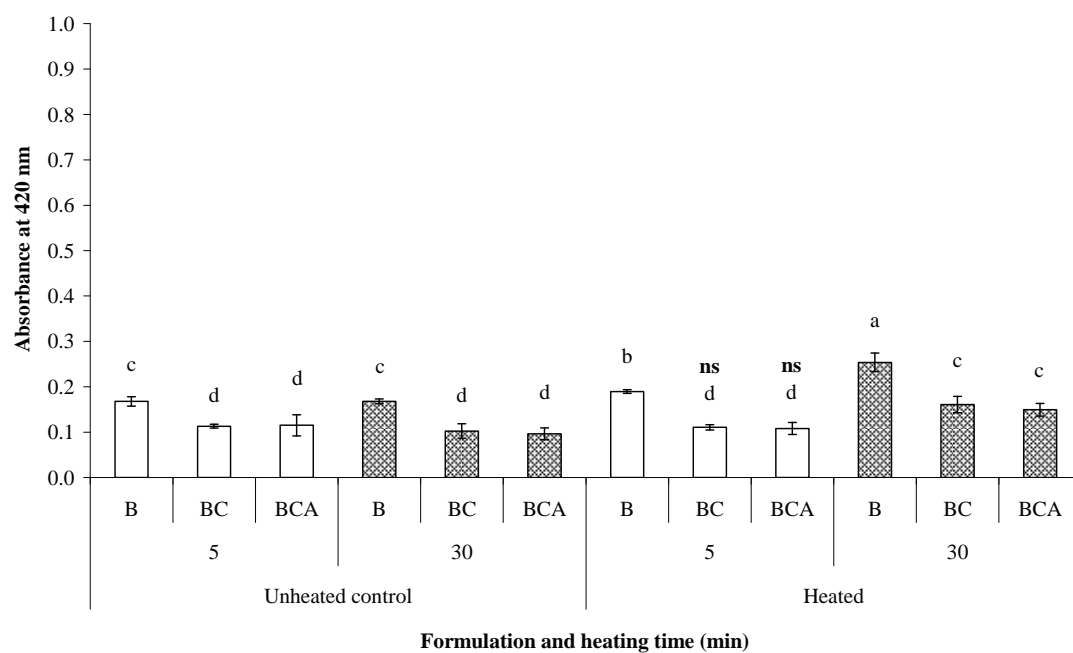 1.0
0.9
0.8
0.7
0.6
0.5
0.4
0.3
0.2
0.1
0.0
Absorbance at 420 nm
c
d
d
c
d
d
b
ns
d
ns
d
a
c
c
B BC BCA B BC BCA B BC BCA B BC BCA
5 30 5 30
Unheated control Heated
Formulation and heating time (min)